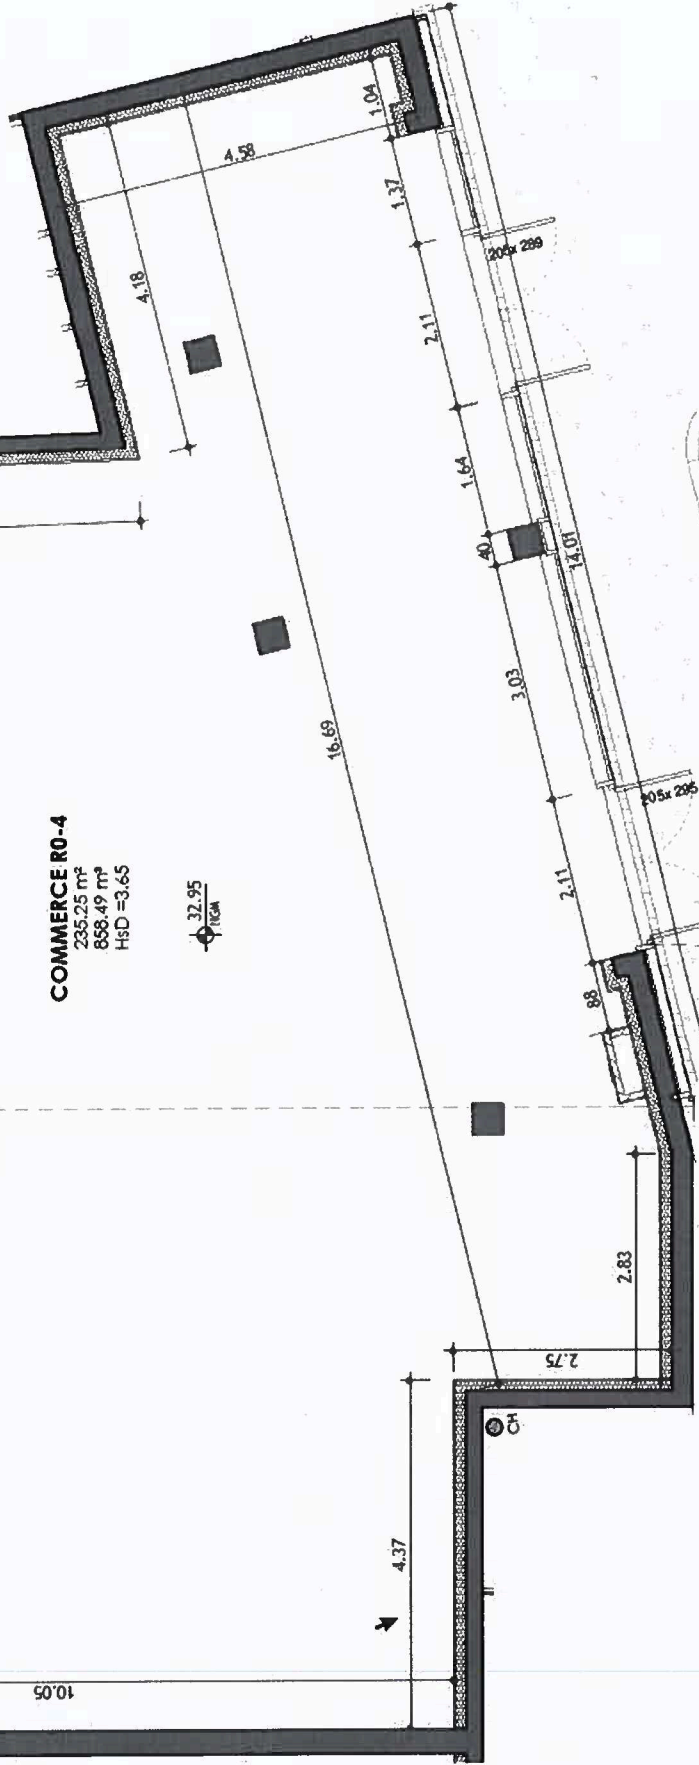 1.04
4.58
1.37
4.18
205x 289
2.11
1.64
40
14.01
3.03
16.69
205x 295
COMMERCE R0-4
235.25 m²
858.49 m³
HsD =3.65
32.95
NGM
2.11
88
2.83
2.75
CH
4.37
10.05